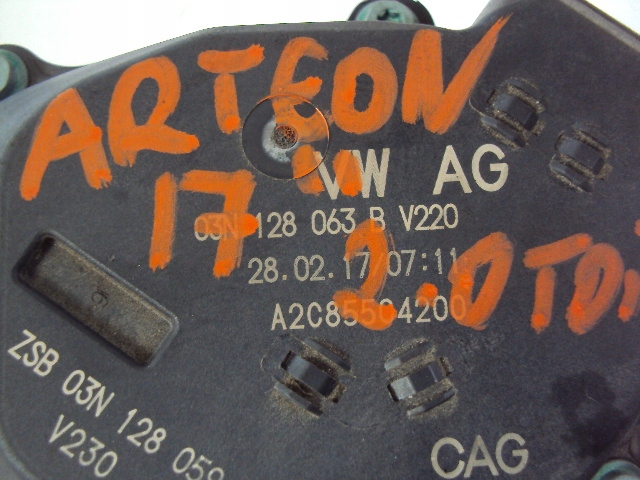 ARTEON
VW AG
17
03N 128 063 B V220
28.02.17/07:11
2.0TDi
A2C85504200
ZSB 03N 128 059
V230
CAG